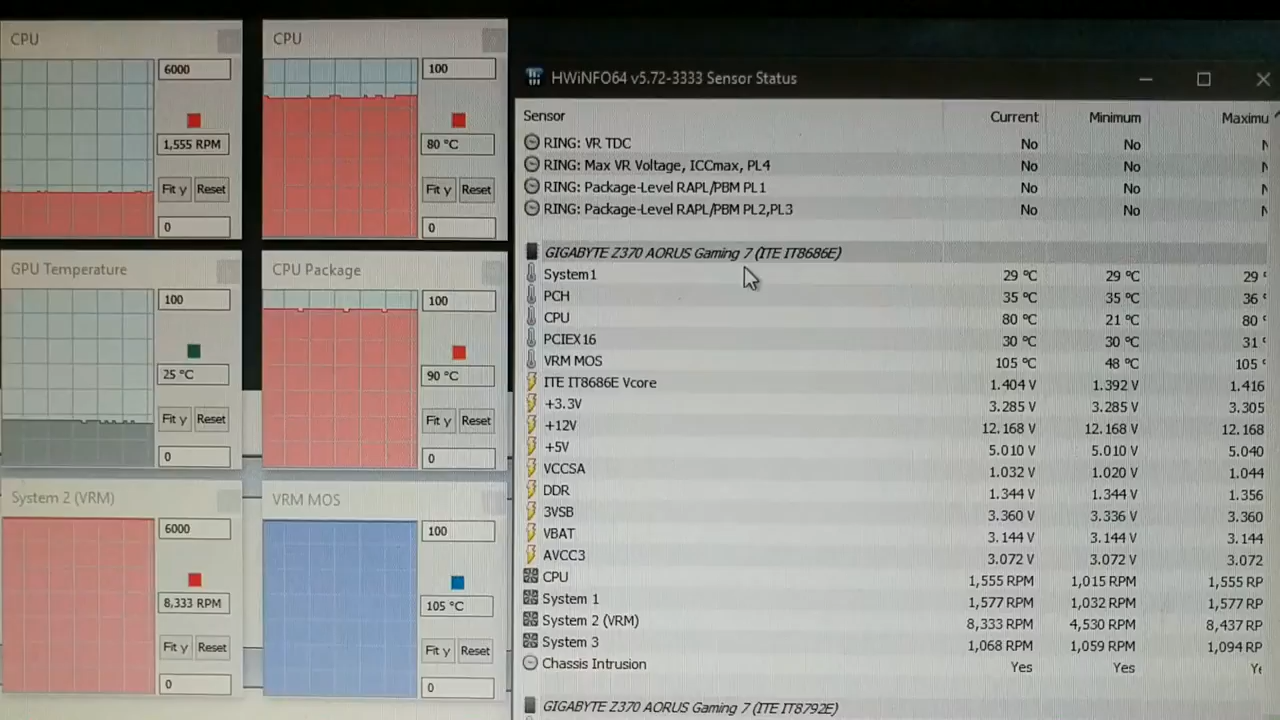 CPU
6000
1,555 RPM
Fit y Reset
0
CPU
100
80 °C
Fit y Reset
0
GPU Temperature
100
25 °C
Fit y Reset
0
CPU Package
100
90 °C
Fit y Reset
0
System 2 (VRM)
6000
8,333 RPM
Fit y Reset
0
VRM MOS
100
105 °C
Fit y Reset
0
HWiNFO64 v5.72-3333 Sensor Status
Sensor Current Minimum Maximu
RING: VR TDC No No N
RING: Max VR Voltage, ICCmax, PL4 No No N
RING: Package-Level RAPL/PBM PL1 No No N
RING: Package-Level RAPL/PBM PL2,PL3 No No N
GIGABYTE Z370 AORUS Gaming 7 (ITE IT8686E)
System1 29 °C 29 °C 29 °
PCH 35 °C 35 °C 36 °
CPU 80 °C 21 °C 80 °
PCIEX16 30 °C 30 °C 31 °
VRM MOS 105 °C 48 °C 105 °
ITE IT8686E Vcore 1.404 V 1.392 V 1.416
+3.3V 3.285 V 3.285 V 3.305
+12V 12.168 V 12.168 V 12.168
+5V 5.010 V 5.010 V 5.040
VCCSA 1.032 V 1.020 V 1.044
DDR 1.344 V 1.344 V 1.356
3VSB 3.360 V 3.336 V 3.360
VBAT 3.144 V 3.144 V 3.144
AVCC3 3.072 V 3.072 V 3.072
CPU 1,555 RPM 1,015 RPM 1,555 RP
System 1 1,577 RPM 1,032 RPM 1,577 RP
System 2 (VRM) 8,333 RPM 4,530 RPM 8,437 RP
System 3 1,068 RPM 1,059 RPM 1,094 RP
Chassis Intrusion Yes Yes Ye
GIGABYTE Z370 AORUS Gaming 7 (ITE IT8792E)